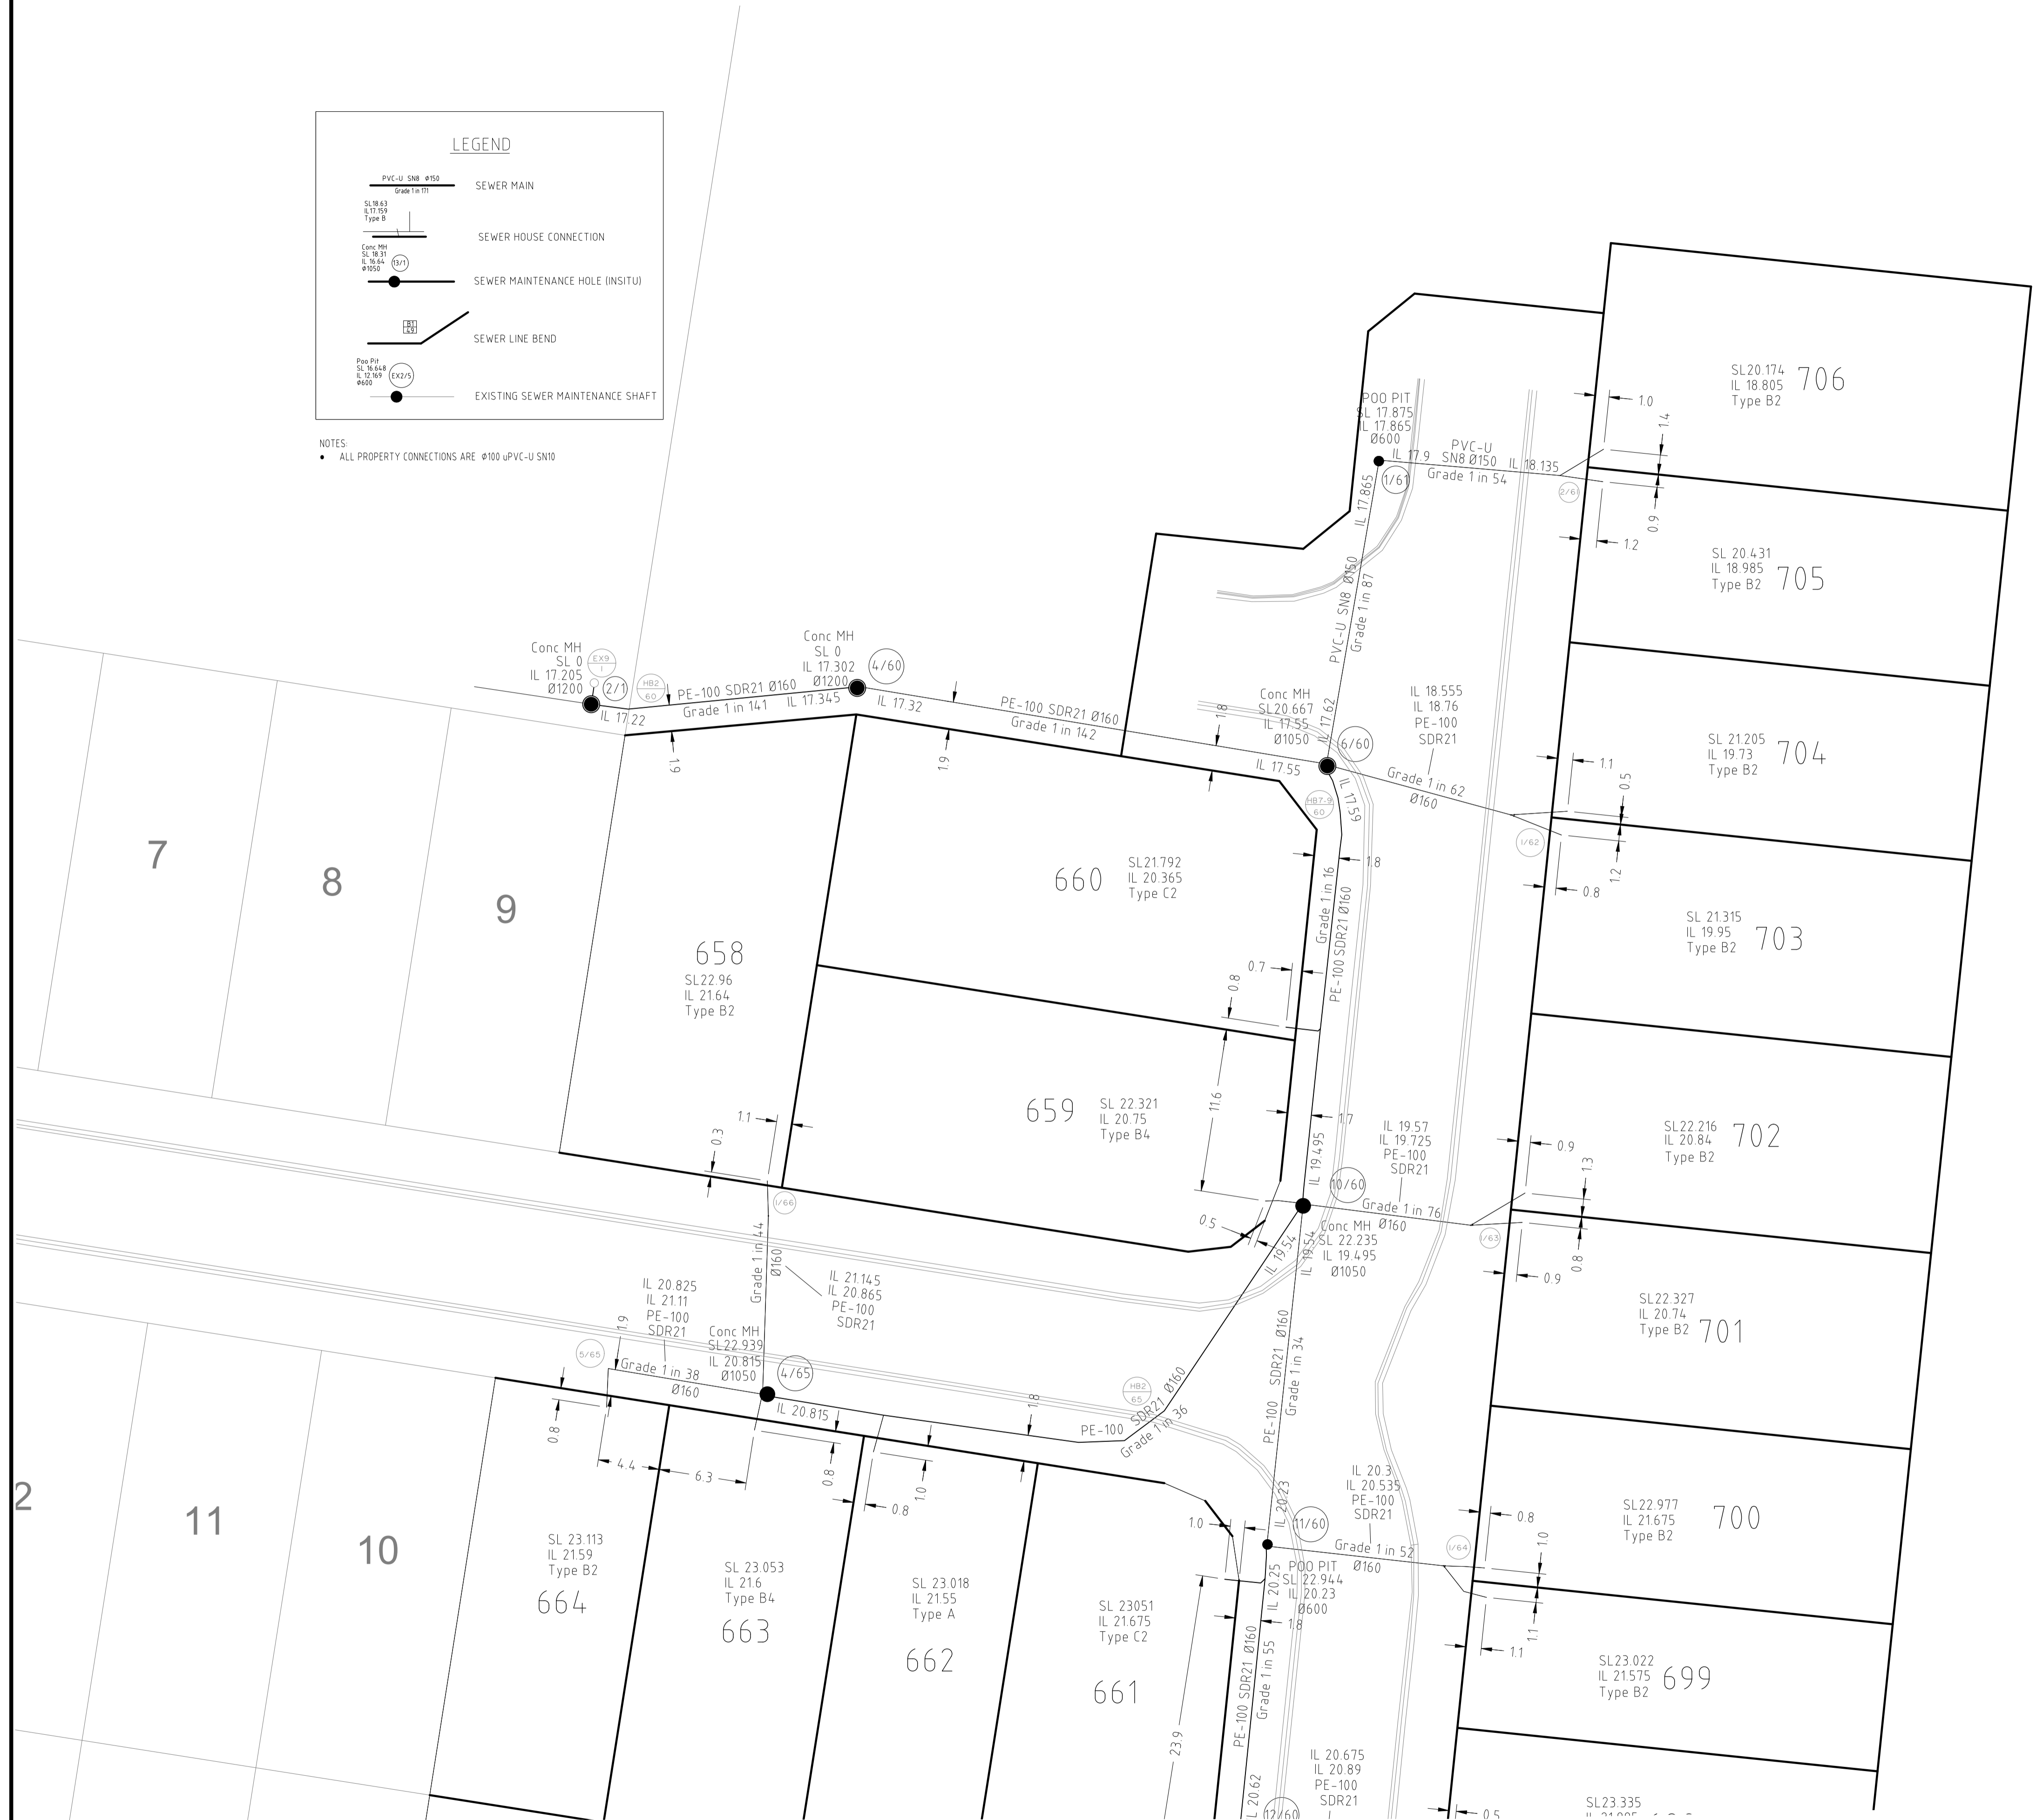 LEGEND
PVC-U SN8 Ø150
Grade 1 in 171
SEWER MAIN
SL18.63
IL17.159
Type B
SEWER HOUSE CONNECTION
Conc MH
SL 18.31
IL 16.64
Ø1050
13/1
SEWER MAINTENANCE HOLE (INSITU)
B1
49
SEWER LINE BEND
Poo Pit
SL 16.648
IL 12.169
Ø600
EX2/5
EXISTING SEWER MAINTENANCE SHAFT
NOTES:
● ALL PROPERTY CONNECTIONS ARE Ø100 uPVC-U SN10
SL20.174
IL 18.805
Type B2
706
1.0
1.4
POO PIT
SL 17.875
IL 17.865
Ø600
IL 17.9
PVC-U
SN8 Ø150
IL 18.135
Grade 1 in 54
1/61
2/61
0.9
1.2
IL 17.865
PVC-U SN8 Ø150
Grade 1 in 87
IL 17.62
SL 20.431
IL 18.985
Type B2
705
Conc MH
SL 0
IL 17.205
Ø1200
EX9
1
2/1
HB2
60
IL 17.22
PE-100 SDR21 Ø160
Grade 1 in 141
IL 17.345
Conc MH
SL 0
IL 17.302
Ø1200
4/60
IL 17.32
PE-100 SDR21 Ø160
Grade 1 in 142
1.8
1.9
1.9
Conc MH
SL20.667
IL 17.55
Ø1050
6/60
IL 17.55
IL 17.59
HB7-9
60
IL 18.555
IL 18.76
PE-100
SDR21
Grade 1 in 62
Ø160
1/62
SL 21.205
IL 19.73
Type B2
704
1.1
0.5
1.2
0.8
7
8
9
658
SL22.96
IL 21.64
Type B2
660
SL21.792
IL 20.365
Type C2
1.8
Grade 1 in 16
PE-100 SDR21 Ø160
0.7
0.8
SL 21.315
IL 19.95
Type B2
703
659
SL 22.321
IL 20.75
Type B4
11.6
1.7
IL 19.495
10/60
IL 19.57
IL 19.725
PE-100
SDR21
Grade 1 in 76
Ø160
1/63
SL22.216
IL 20.84
Type B2
702
0.9
1.3
0.8
0.9
1.1
0.3
1/66
0.5
IL 19.54
IL 19.54
Conc MH
SL 22.235
IL 19.495
Ø1050
Grade 1 in 44
Ø160
IL 21.145
IL 20.865
PE-100
SDR21
IL 20.825
IL 21.11
PE-100
SDR21
1.9
5/65
Grade 1 in 38
Ø160
Conc MH
SL22.939
IL 20.815
Ø1050
4/65
IL 20.815
HB2
65
PE-100 SDR21 Ø160
Grade 1 in 36
1.8
PE-100 SDR21 Ø160
Grade 1 in 34
IL 20.23
SL22.327
IL 20.74
Type B2
701
0.8
4.4
6.3
0.8
0.8
1.0
2
11
10
SL 23.113
IL 21.59
Type B2
664
SL 23.053
IL 21.6
Type B4
663
SL 23.018
IL 21.55
Type A
662
SL 23051
IL 21.675
Type C2
661
1.0
11/60
IL 20.3
IL 20.535
PE-100
SDR21
Grade 1 in 52
Ø160
1/64
POO PIT
SL 22.944
IL 20.23
Ø600
IL 20.25
1.8
PE-100 SDR21 Ø160
Grade 1 in 55
23.9
IL 20.62
SL22.977
IL 21.675
Type B2
700
0.8
1.0
1.1
1.1
SL23.022
IL 21.575
Type B2
699
IL 20.675
IL 20.89
PE-100
SDR21
12/60
0.5
SL23.335